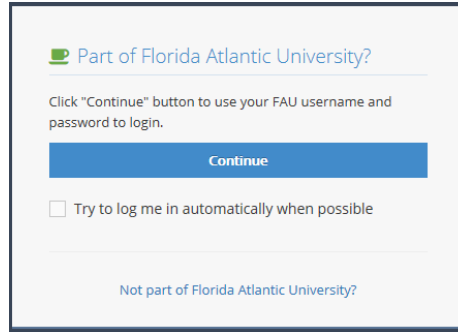 Part of Florida Atlantic University?
Click "Continue" button to use your FAU username and
password to login.
Continue
Try to log me in automatically when possible
Not part of Florida Atlantic University?